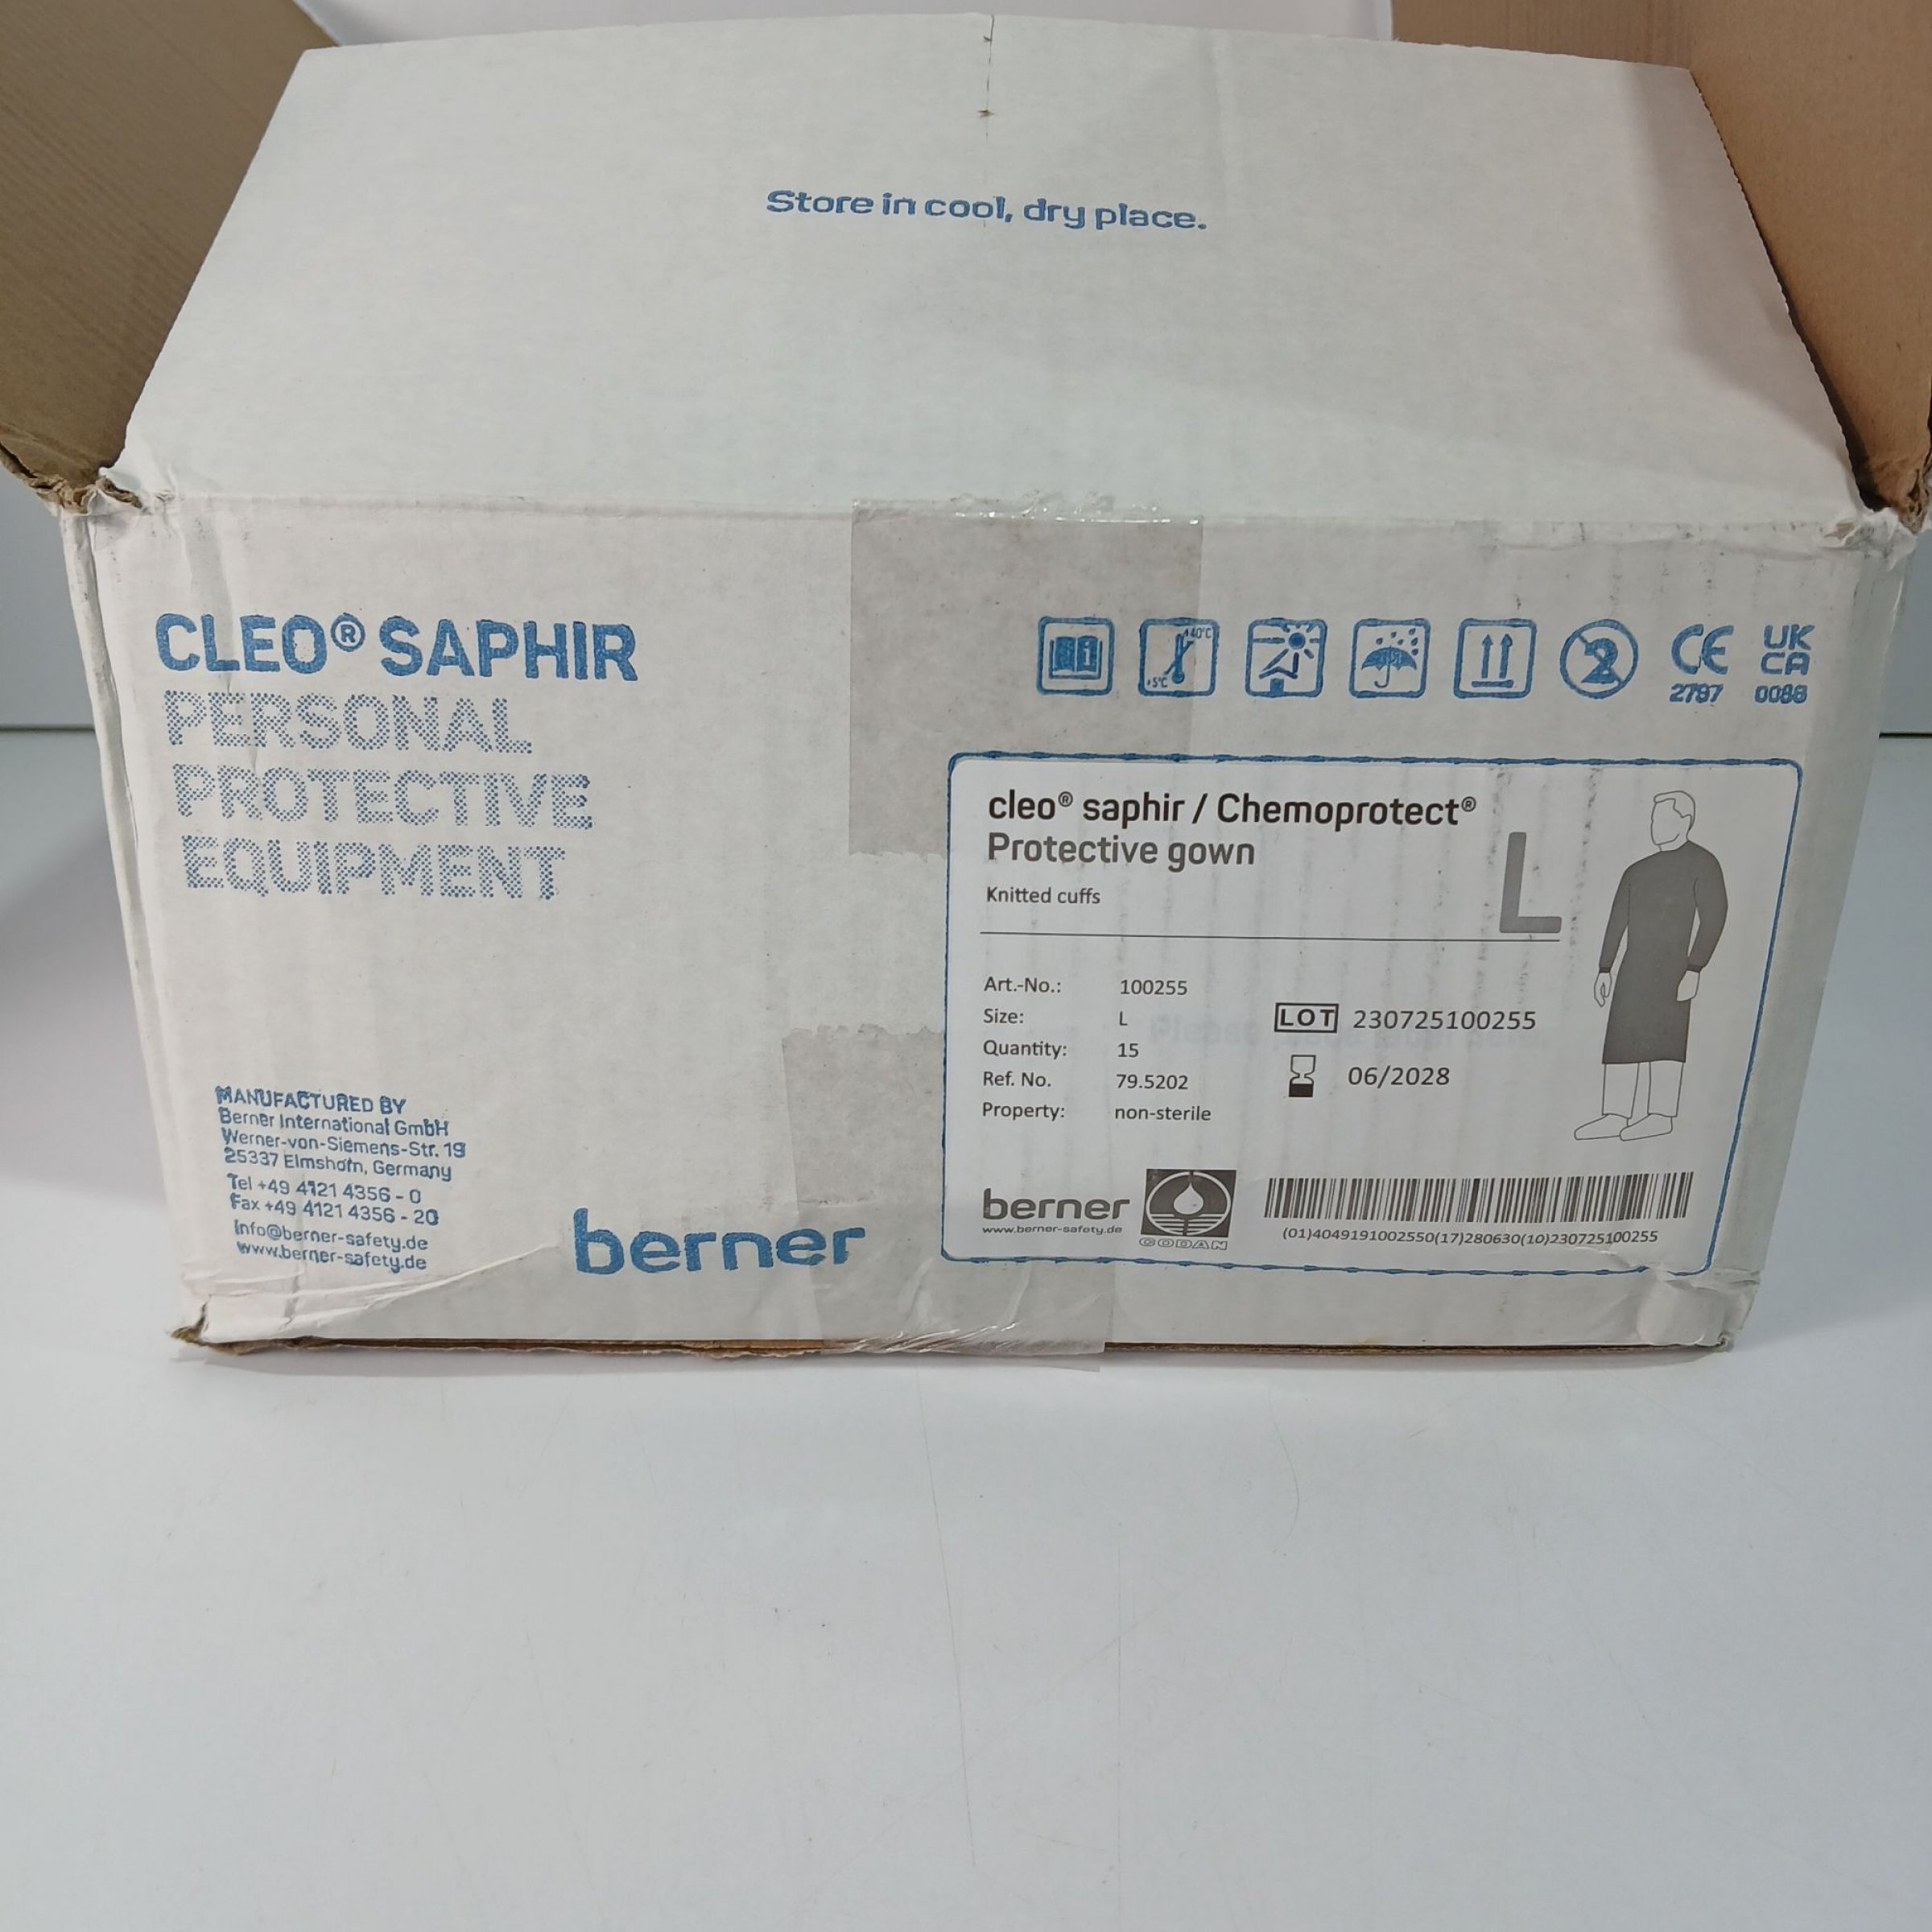 Store in cool, dry place.
CLEO® SAPHIR
PERSONAL
PROTECTIVE
EQUIPMENT
+40°C
+5°C
2
CE
2797
UK
CA
0086
cleo® saphir / Chemoprotect®
Protective gown
Knitted cuffs
L
Art.-No.: 100255
Size: L
Quantity: 15
Ref. No. 79.5202
Property: non-sterile
LOT 230725100255
06/2028
berner
www.berner-safety.de
CODAN
(01)4049191002550(17)280630(10)230725100255
MANUFACTURED BY
Berner International GmbH
Werner-von-Siemens-Str. 19
25337 Elmshorn, Germany
Tel +49 4121 4356 - 0
Fax +49 4121 4356 - 20
info@berner-safety.de
www.berner-safety.de
berner